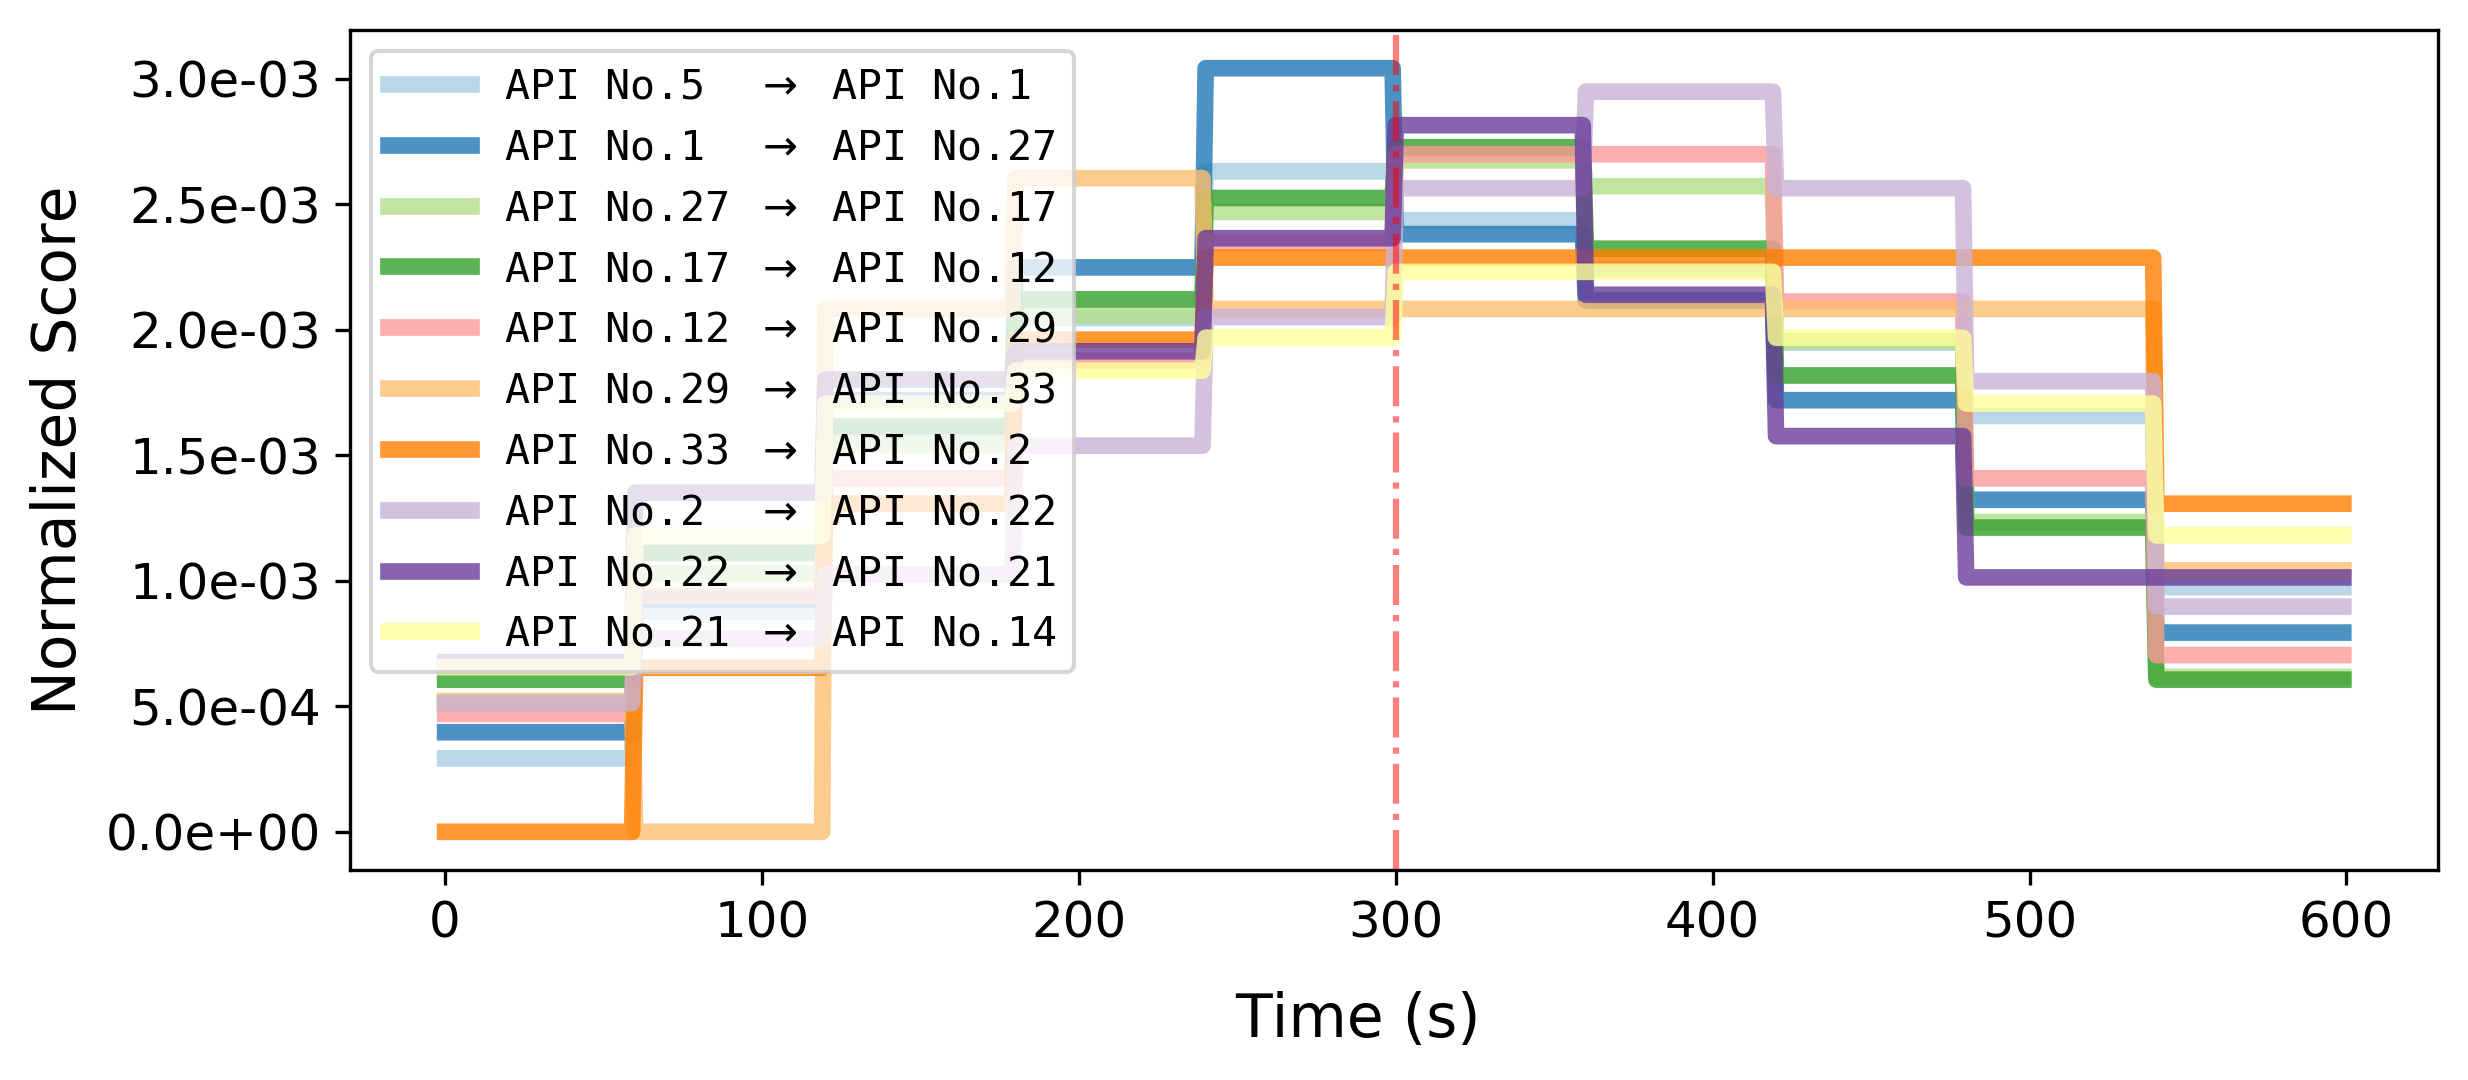 Normalized Score
3.0e-03
2.5e-03
2.0e-03
1.5e-03
1.0e-03
5.0e-04
0.0e+00
API No.5 → API No.1
API No.1 → API No.27
API No.27 → API No.17
API No.17 → API No.12
API No.12 → API No.29
API No.29 → API No.33
API No.33 → API No.2
API No.2 → API No.22
API No.22 → API No.21
API No.21 → API No.14
0 100 200 300 400 500 600
Time (s)